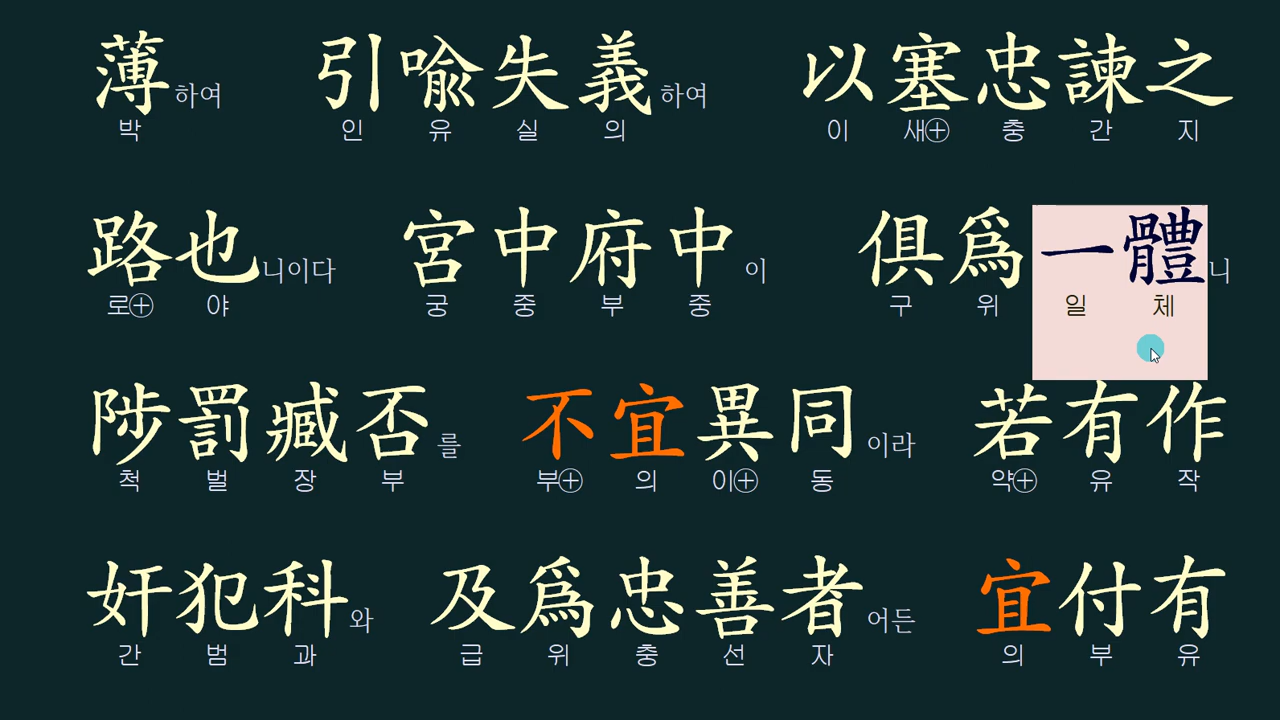 薄하여 引喩失義하여 以塞忠諫之
박 인 유 실 의 이 새⊕ 충 간 지
路也니이다 宮中府中이 俱爲一體니
로⊕ 야 궁 중 부 중 구 위 일 체
陟罰臧否를 不宜異同이라 若有作
척 벌 장 부 부⊕ 의 이⊕ 동 약⊕ 유 작
奸犯科와 及爲忠善者어든 宜付有
간 범 과 급 위 충 선 자 의 부 유